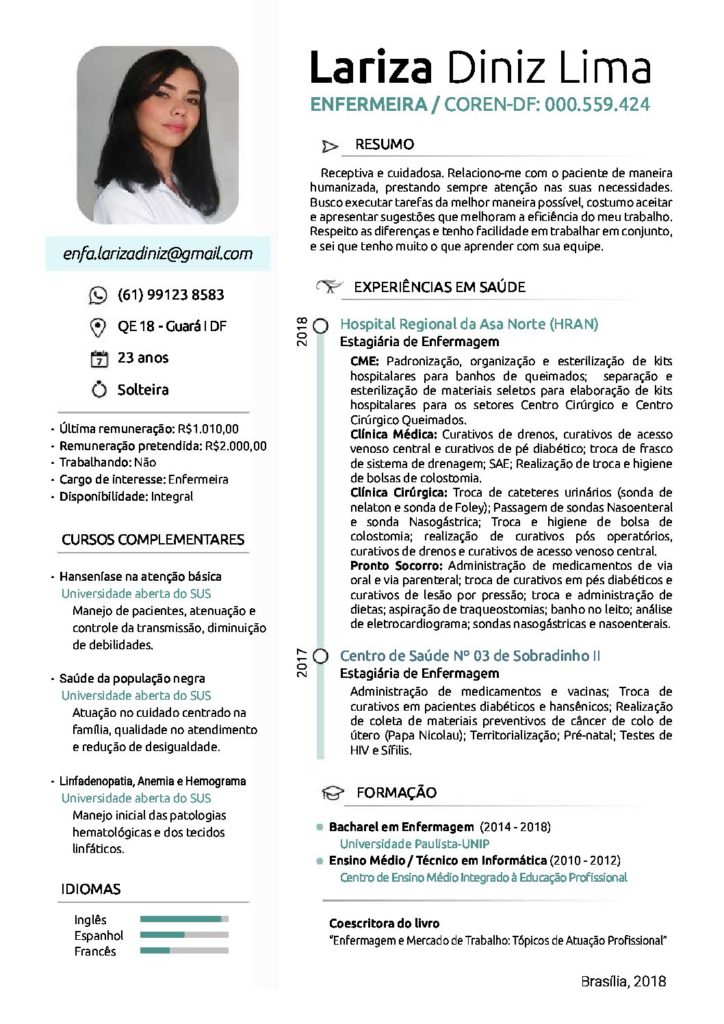 Lariza Diniz Lima
ENFERMEIRA / COREN-DF: 000.559.424
RESUMO
Receptiva e cuidadosa. Relaciono-me com o paciente de maneira
humanizada, prestando sempre atenção nas suas necessidades.
Busco executar tarefas da melhor maneira possível, costumo aceitar
e apresentar sugestões que melhoram a eficiência do meu trabalho.
Respeito as diferenças e tenho facilidade em trabalhar em conjunto,
e sei que tenho muito o que aprender com sua equipe.
enfa.larizadiniz@gmail.com
(61) 99123 8583
QE 18 - Guará I DF
7
23 anos
Solteira
· Última remuneração: R$1.010,00
· Remuneração pretendida: R$2.000,00
· Trabalhando: Não
· Cargo de interesse: Enfermeira
· Disponibilidade: Integral
CURSOS COMPLEMENTARES
· Hanseníase na atenção básica
Universidade aberta do SUS
Manejo de pacientes, atenuação e
controle da transmissão, diminuição
de debilidades.
· Saúde da população negra
Universidade aberta do SUS
Atuação no cuidado centrado na
família, qualidade no atendimento
e redução de desigualdade.
· Linfadenopatia, Anemia e Hemograma
Universidade aberta do SUS
Manejo inicial das patologias
hematológicas e dos tecidos
linfáticos.
IDIOMAS
Inglês
Espanhol
Francês
EXPERIÊNCIAS EM SAÚDE
2018
Hospital Regional da Asa Norte (HRAN)
Estagiária de Enfermagem
CME: Padronização, organização e esterilização de kits
hospitalares para banhos de queimados; separação e
esterilização de materiais seletos para elaboração de kits
hospitalares para os setores Centro Cirúrgico e Centro
Cirúrgico Queimados.
Clínica Médica: Curativos de drenos, curativos de acesso
venoso central e curativos de pé diabético; troca de frasco
de sistema de drenagem; SAE; Realização de troca e higiene
de bolsas de colostomia.
Clínica Cirúrgica: Troca de cateteres urinários (sonda de
nelaton e sonda de Foley); Passagem de sondas Nasoenteral
e sonda Nasogástrica; Troca e higiene de bolsa de
colostomia; realização de curativos pós operatórios,
curativos de drenos e curativos de acesso venoso central.
Pronto Socorro: Administração de medicamentos de via
oral e via parenteral; troca de curativos em pés diabéticos e
curativos de lesão por pressão; troca e administração de
dietas; aspiração de traqueostomias; banho no leito; análise
de eletrocardiograma; sondas nasogástricas e nasoenterais.
2017
Centro de Saúde Nº 03 de Sobradinho II
Estagiária de Enfermagem
Administração de medicamentos e vacinas; Troca de
curativos em pacientes diabéticos e hansênicos; Realização
de coleta de materiais preventivos de câncer de colo de
útero (Papa Nicolau); Territorialização; Pré-natal; Testes de
HIV e Sífilis.
FORMAÇÃO
Bacharel em Enfermagem (2014 - 2018)
Universidade Paulista-UNIP
Ensino Médio / Técnico em Informática (2010 - 2012)
Centro de Ensino Médio Integrado à Educação Profissional
Coescritora do livro
“Enfermagem e Mercado de Trabalho: Tópicos de Atuação Profissional”
Brasília, 2018